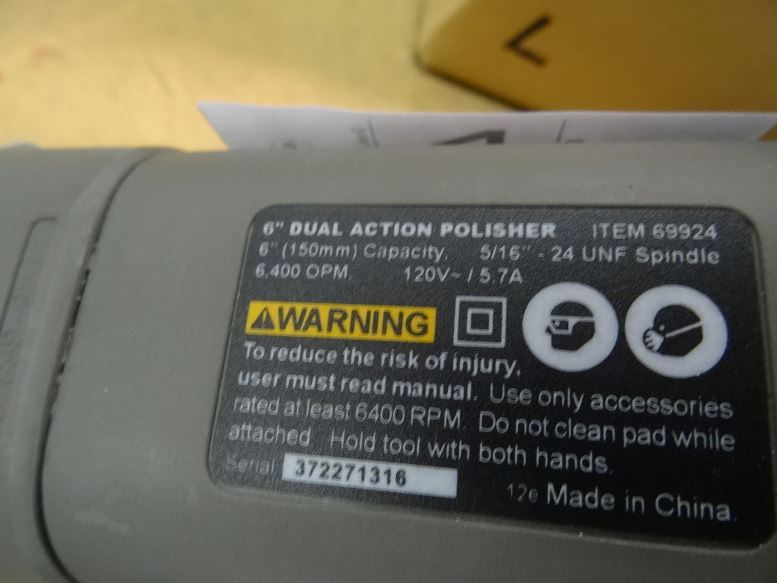 L
6" DUAL ACTION POLISHER ITEM 69924
6" (150mm) Capacity, 5/16" - 24 UNF Spindle
6,400 OPM. 120V~ / 5.7A
WARNING
To reduce the risk of injury,
user must read manual. Use only accessories
rated at least 6400 RPM. Do not clean pad while
attached. Hold tool with both hands.
Serial 372271316
12e Made in China.